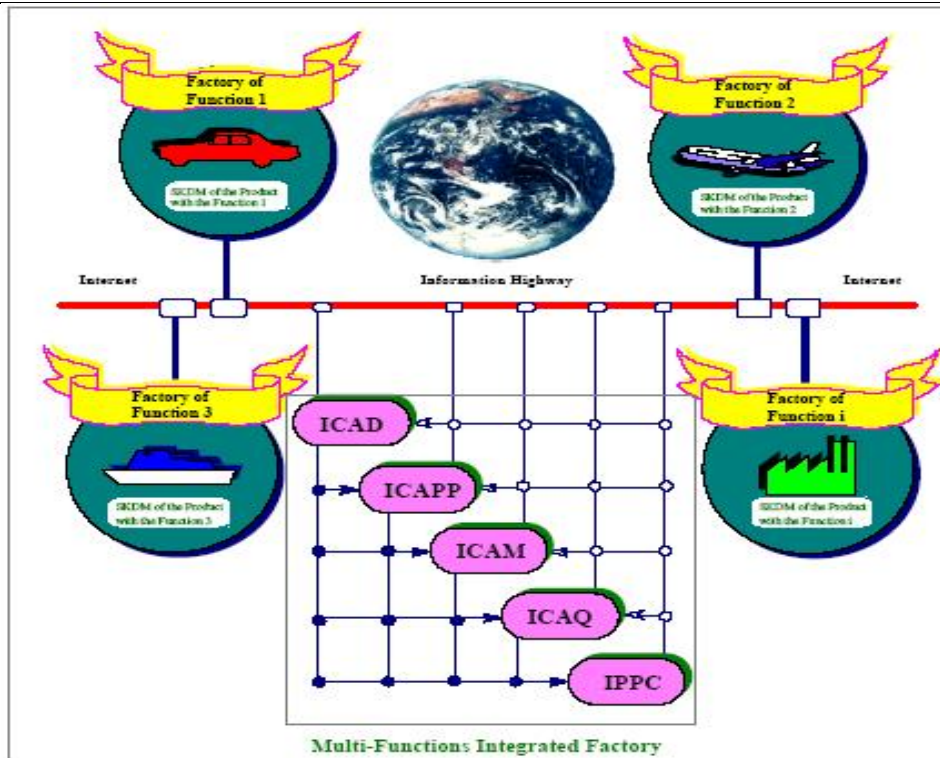 Factory of
Function 1
Factory of
Function 2
SKDM of the Product
with the Function 1
SKDM of the Product
with the Function 2
Internet
Information Highway
Internet
Factory of
Function 3
Factory of
Function i
ICAD
ICAPP
SKDM of the Product
with the Function 3
SKDM of the Product
with the Function i
ICAM
ICAQ
IPPC
Multi-Functions Integrated Factory